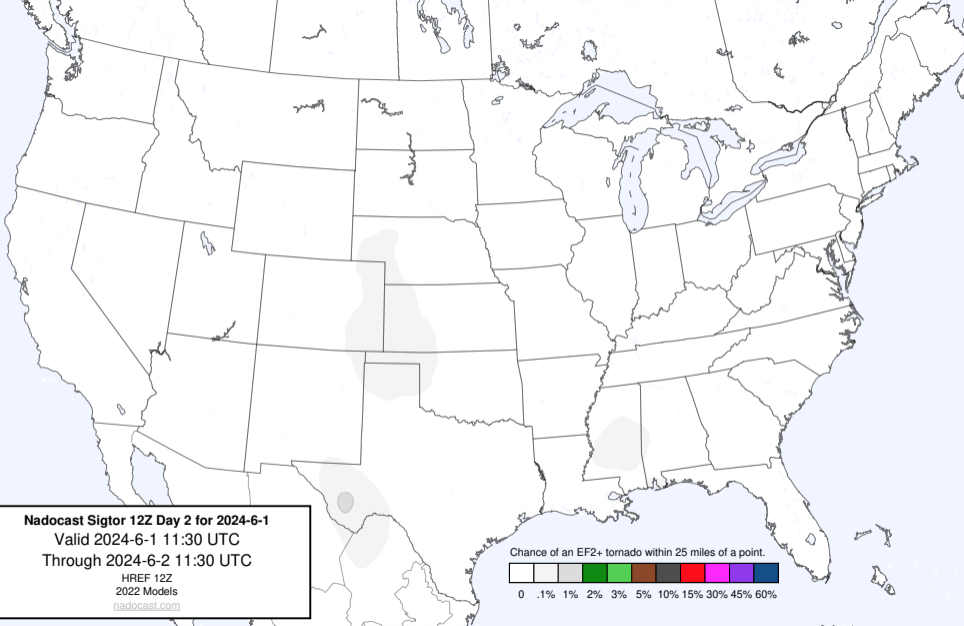 Nadocast Sigtor 12Z Day 2 for 2024-6-1
Valid 2024-6-1 11:30 UTC
Through 2024-6-2 11:30 UTC
HREF 12Z
2022 Models
nadocast.com
Chance of an EF2+ tornado within 25 miles of a point.
0 .1% 1% 2% 3% 5% 10% 15% 30% 45% 60%